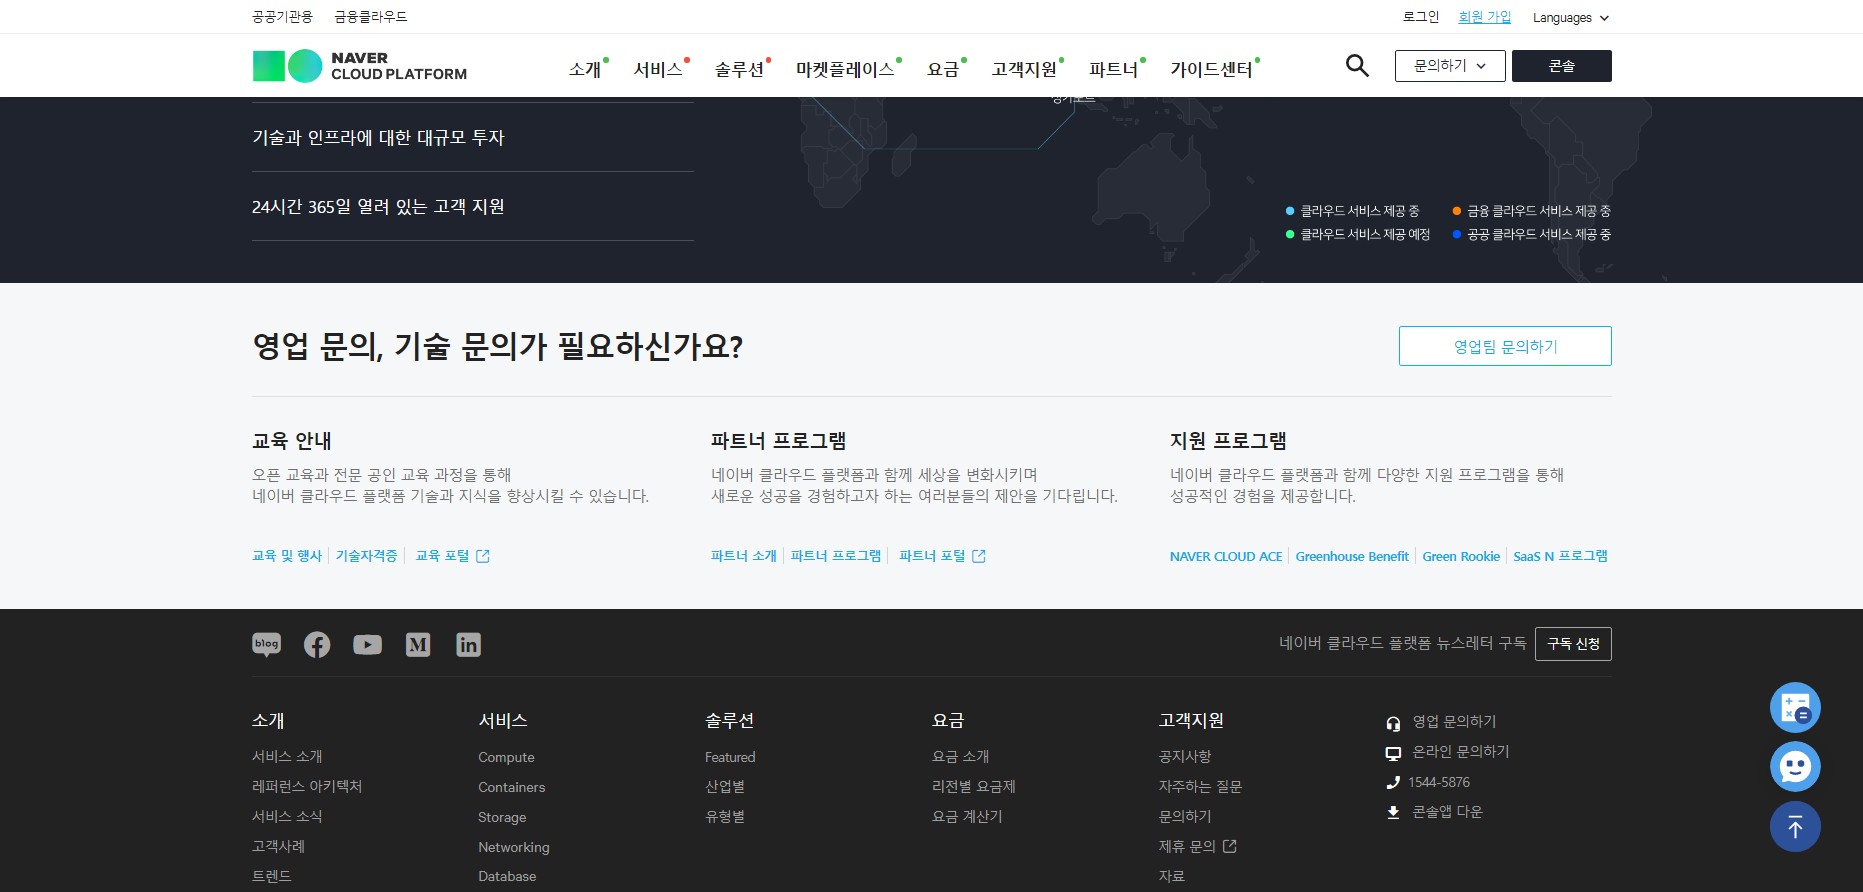 공공기관용 금융클라우드
로그인 회원 가입 Languages
NAVER
CLOUD PLATFORM
소개 서비스 솔루션 마켓플레이스 요금 고객지원 파트너 가이드센터
문의하기 콘솔
기술과 인프라에 대한 대규모 투자
24시간 365일 열려 있는 고객 지원
클라우드 서비스 제공 중 금융 클라우드 서비스 제공 중
클라우드 서비스 제공 예정 공공 클라우드 서비스 제공 중
영업 문의, 기술 문의가 필요하신가요?
영업팀 문의하기
교육 안내
오픈 교육과 전문 공인 교육 과정을 통해
네이버 클라우드 플랫폼 기술과 지식을 향상시킬 수 있습니다.
교육 및 행사 기술자격증 교육 포털
파트너 프로그램
네이버 클라우드 플랫폼과 함께 세상을 변화시키며
새로운 성공을 경험하고자 하는 여러분들의 제안을 기다립니다.
파트너 소개 파트너 프로그램 파트너 포털
지원 프로그램
네이버 클라우드 플랫폼과 함께 다양한 지원 프로그램을 통해
성공적인 경험을 제공합니다.
NAVER CLOUD ACE Greenhouse Benefit Green Rookie SaaS N 프로그램
blog M in
네이버 클라우드 플랫폼 뉴스레터 구독 구독 신청
소개
서비스 소개
레퍼런스 아키텍처
서비스 소식
고객사례
트렌드
서비스
Compute
Containers
Storage
Networking
Database
솔루션
Featured
산업별
유형별
요금
요금 소개
리전별 요금제
요금 계산기
고객지원
공지사항
자주하는 질문
문의하기
제휴 문의
자료
영업 문의하기
온라인 문의하기
1544-5876
콘솔앱 다운